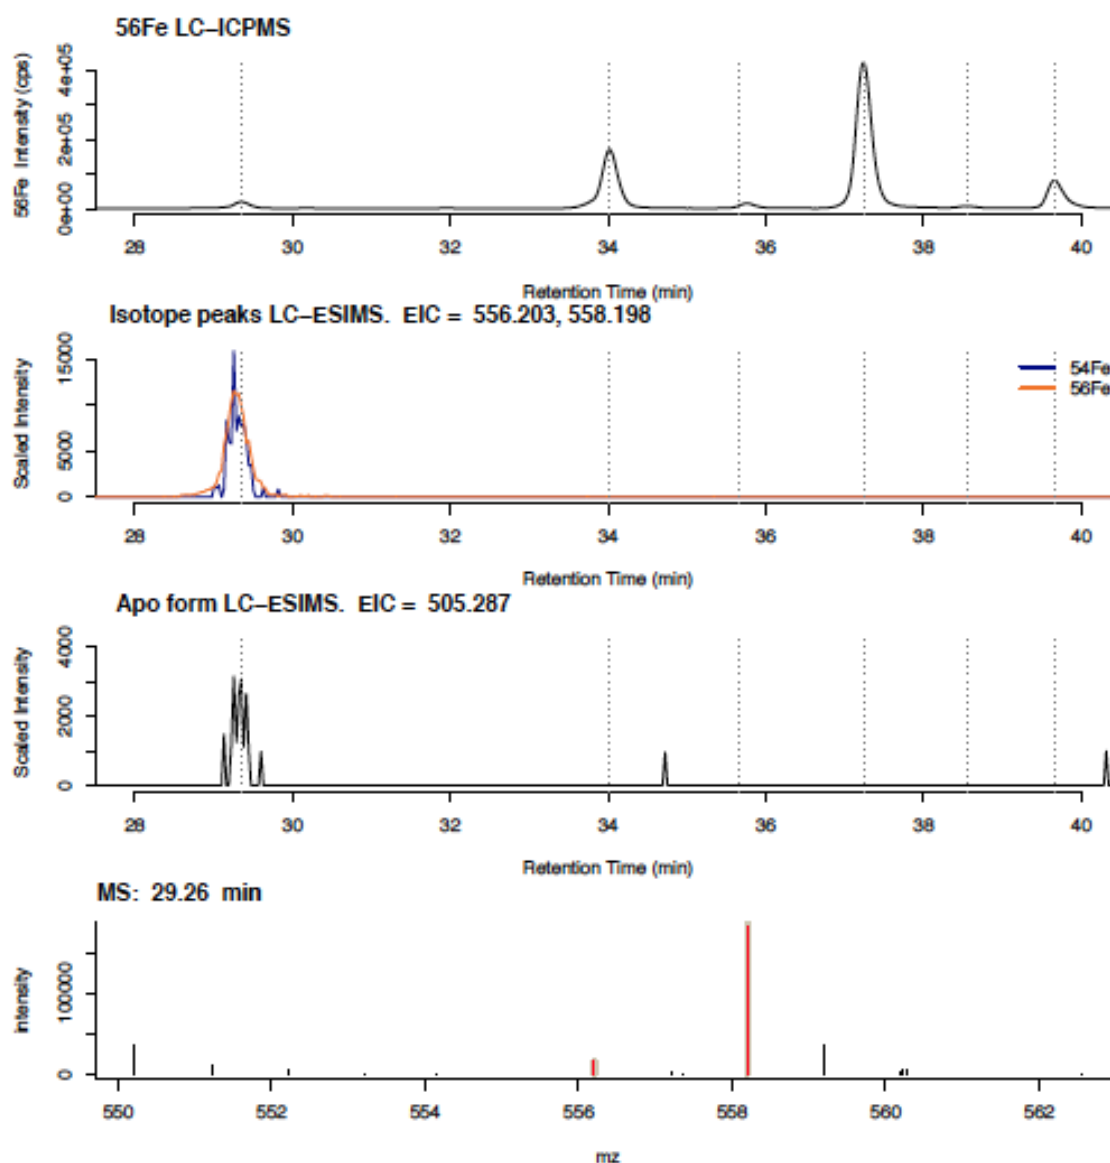 56Fe LC–ICPMS
56Fe Intensity (cps)
0e+00 2e+05 4e+05
28 30 32 34 36 38 40
Retention Time (min)
Isotope peaks LC–ESIMS. EIC = 556.203, 558.198
Scaled Intensity
0 5000 15000
54Fe
56Fe
28 30 32 34 36 38 40
Retention Time (min)
Apo form LC–ESIMS. EIC = 505.287
Scaled Intensity
0 2000 4000
28 30 32 34 36 38 40
Retention Time (min)
MS: 29.26 min
Intensity
0 100000
550 552 554 556 558 560 562
mz